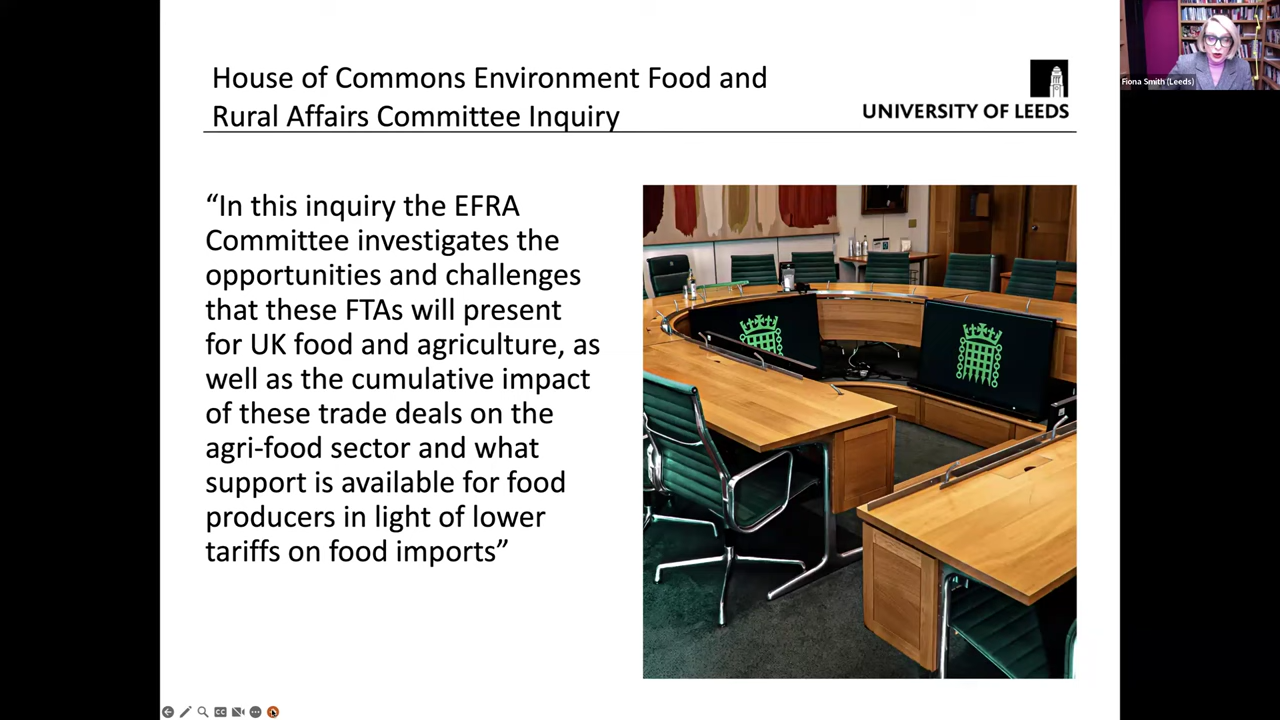 House of Commons Environment Food and
Rural Affairs Committee Inquiry
UNIVERSITY OF LEEDS
“In this inquiry the EFRA
Committee investigates the
opportunities and challenges
that these FTAs will present
for UK food and agriculture, as
well as the cumulative impact
of these trade deals on the
agri-food sector and what
support is available for food
producers in light of lower
tariffs on food imports”
Fiona Smith (Leeds)